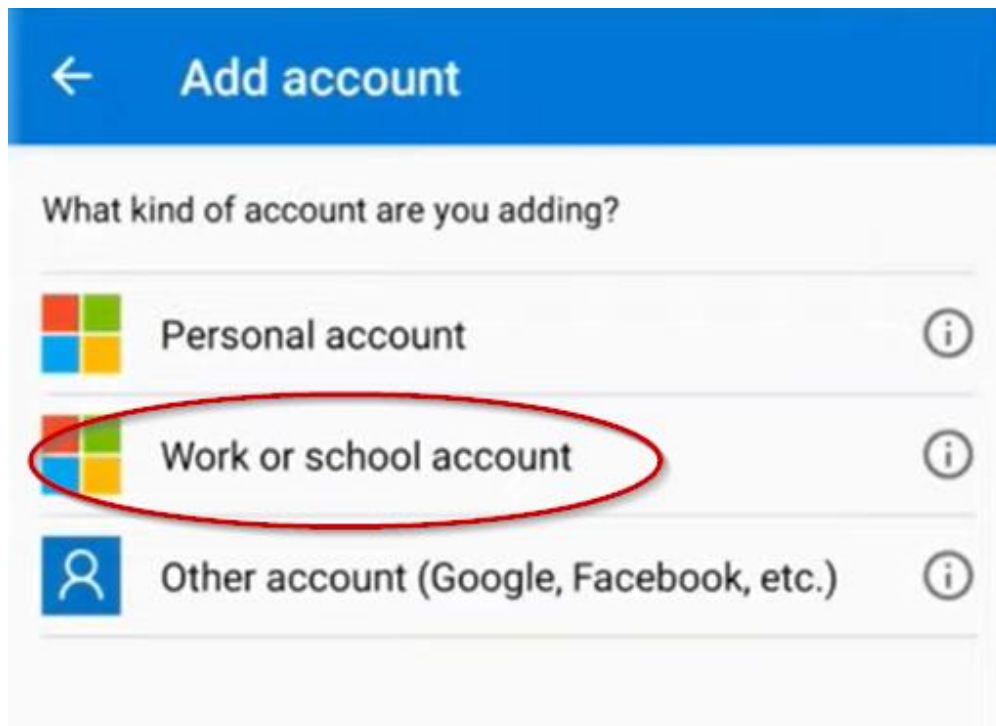 Add account
What kind of account are you adding?
Personal account
Work or school account
Other account (Google, Facebook, etc.)